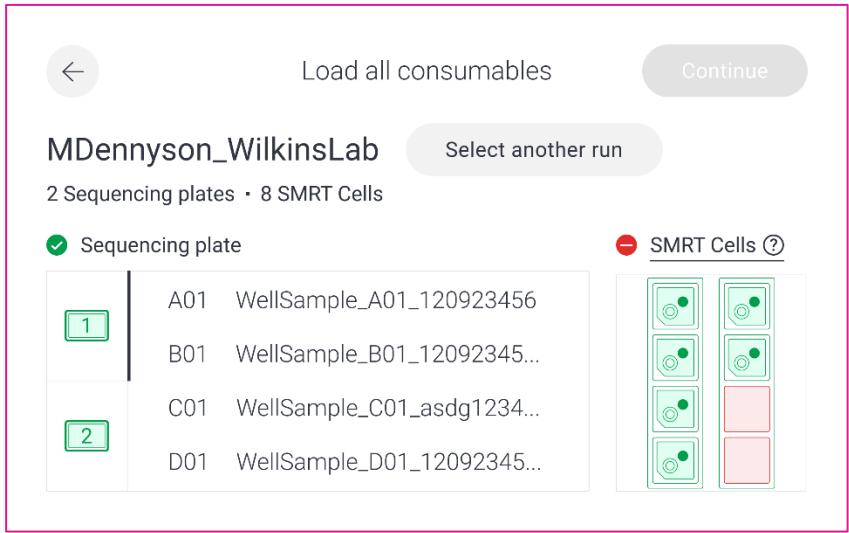 Load all consumables
Continue
MDennyson_WilkinsLab
Select another run
2 Sequencing plates · 8 SMRT Cells
Sequencing plate
SMRT Cells ?
1
A01 WellSample_A01_120923456
B01 WellSample_B01_12092345...
2
C01 WellSample_C01_asdg1234...
D01 WellSample_D01_12092345...